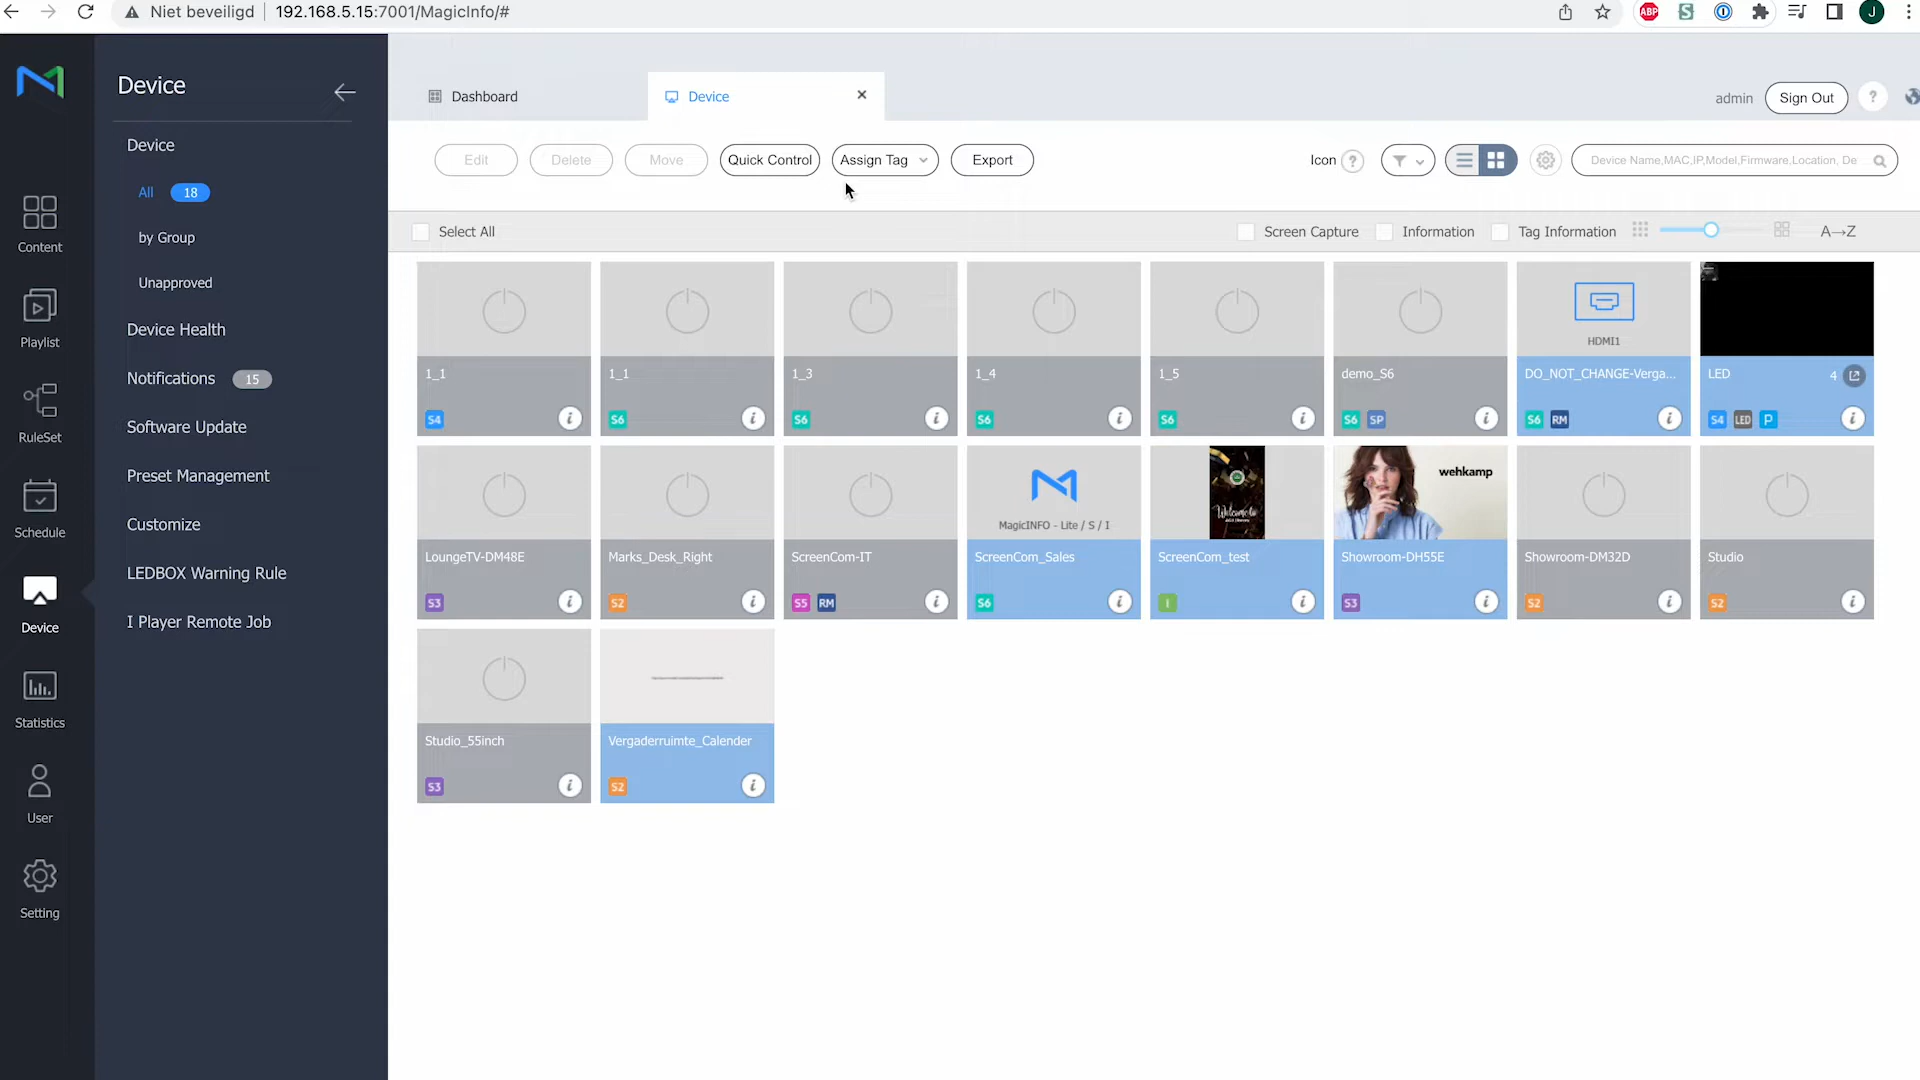 Niet beveiligd | 192.168.5.15:7001/MagicInfo/#
ABP S J
Device
Dashboard
Device
admin
Sign Out
?
Device
All 18
by Group
Unapproved
Device Health
Notifications 15
Software Update
Preset Management
Customize
LEDBOX Warning Rule
I Player Remote Job
Content
Playlist
RuleSet
Schedule
Device
Statistics
User
Setting
Edit Delete Move Quick Control Assign Tag Export
Icon ?
Device Name,MAC,IP,Model,Firmware,Location, De
Select All
Screen Capture Information Tag Information A→Z
HDMI1
1_1 1_1 1_3 1_4 1_5 demo_S6 DO_NOT_CHANGE-Verga... LED 4
S4 i S6 i S6 i S6 i S6 i S6 SP i S6 RM i S4 LED P i
MagicINFO - Lite / S / I
Welcome to
wehkamp
LoungeTV-DM48E Marks_Desk_Right ScreenCom-IT ScreenCom_Sales ScreenCom_test Showroom-DH55E Showroom-DM32D Studio
S3 i S2 i S5 RM i S6 i I i S3 i S2 i S2 i
Studio_55inch Vergaderruimte_Calender
S3 i S2 i